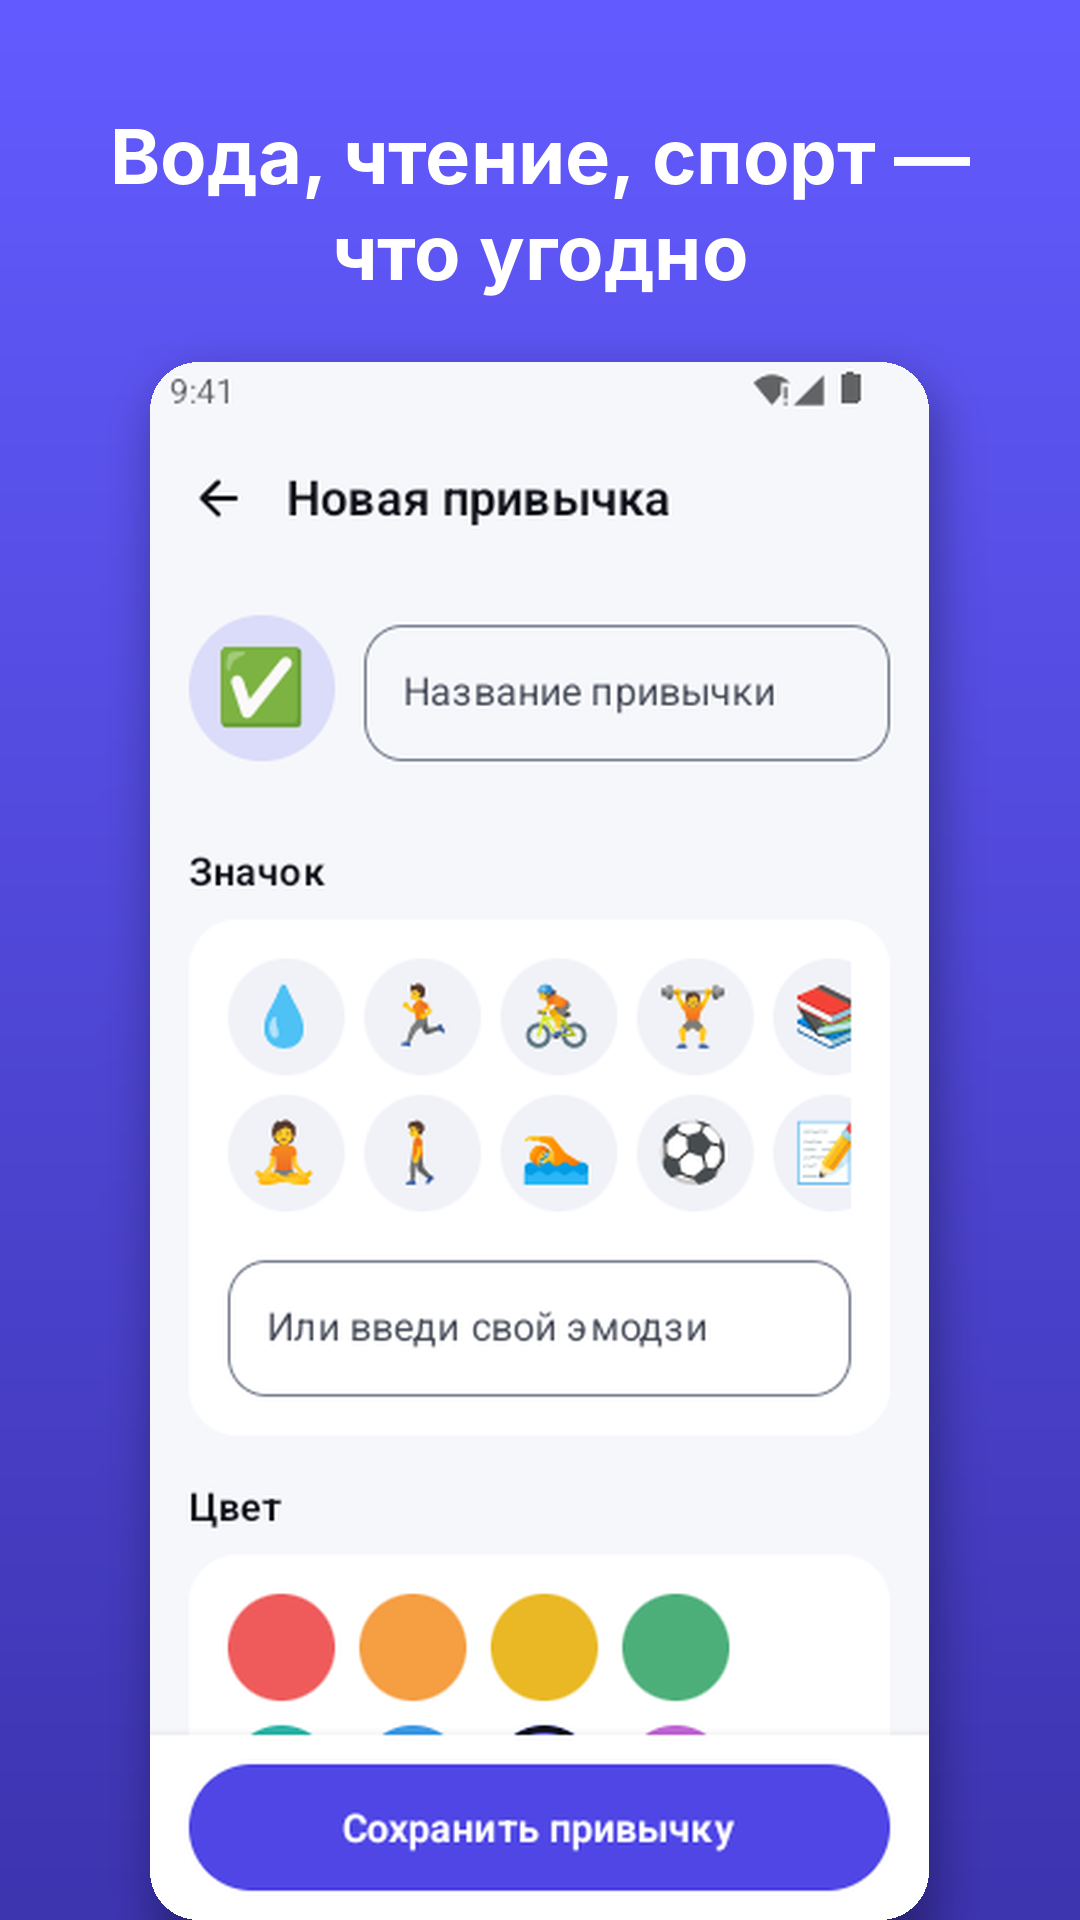 Вода, чтение, спорт —
что угодно
9:41
Новая привычка
Название привычки
Значок
Или введи свой эмодзи
Цвет
Сохранить привычку